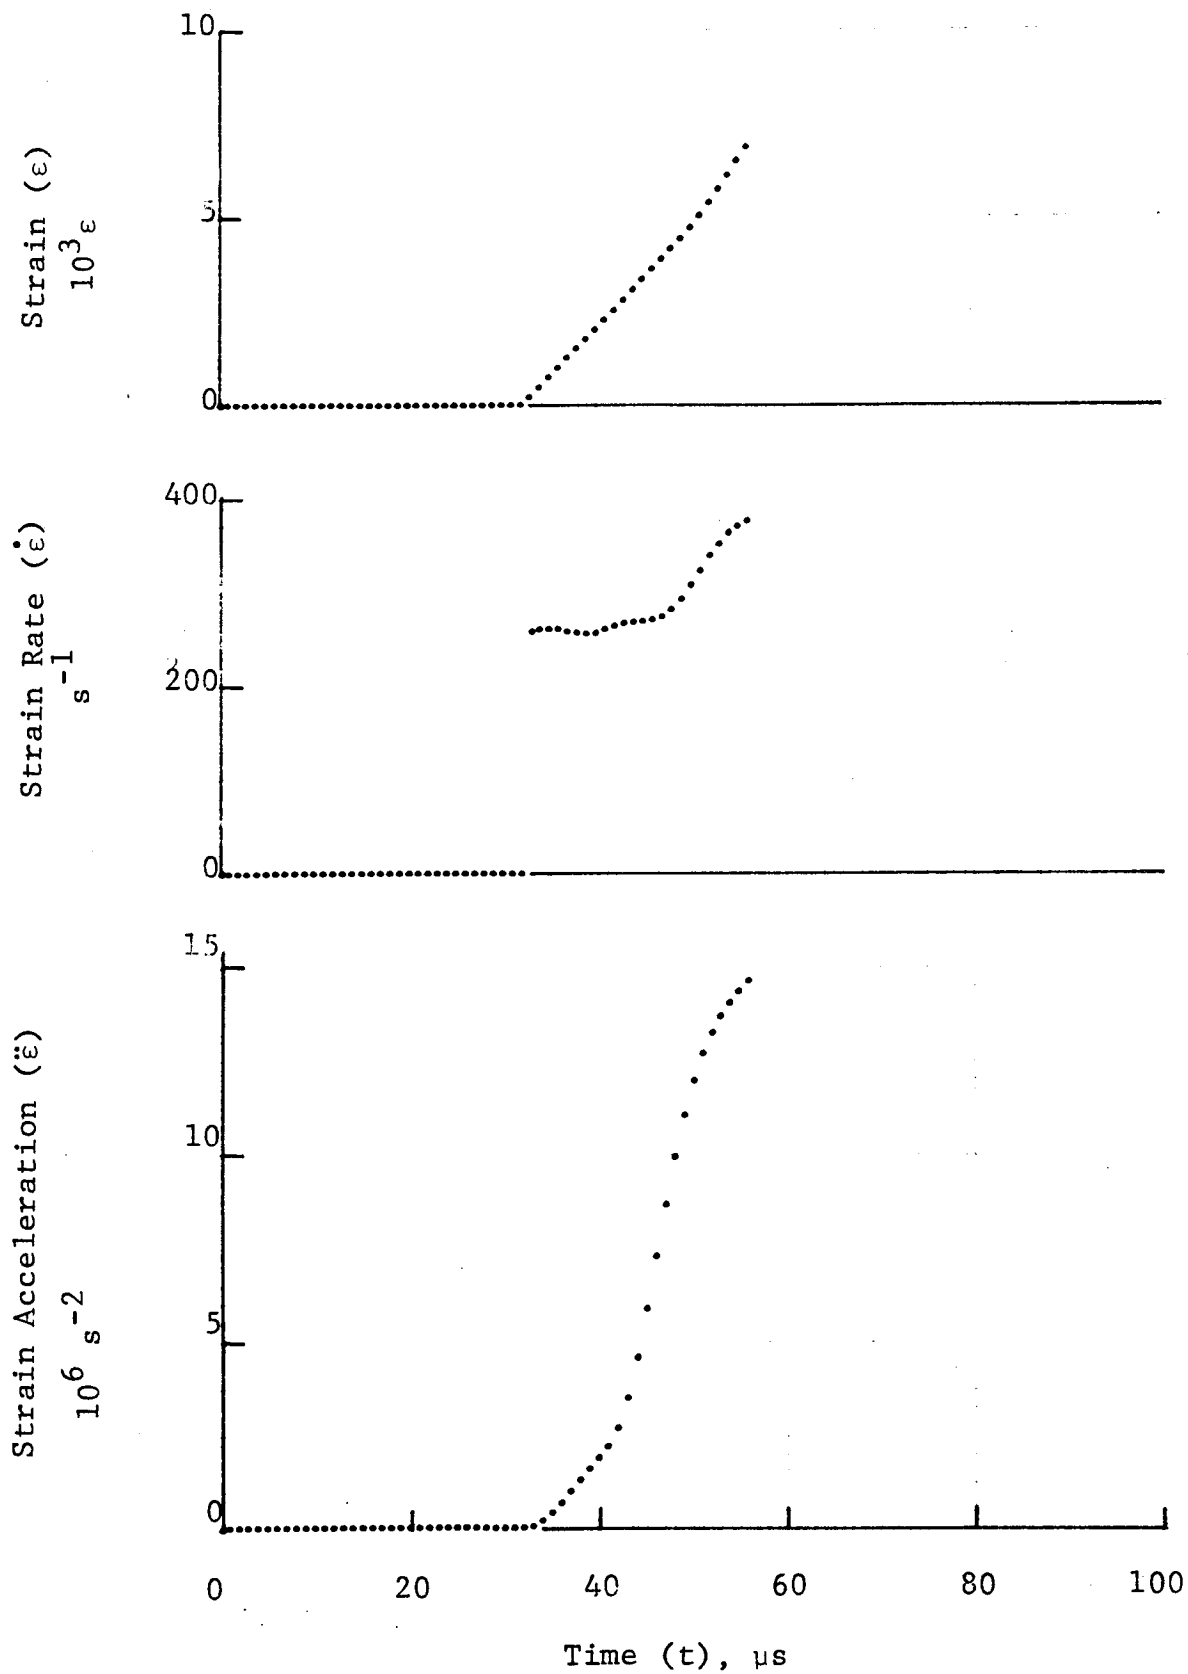 Strain (ε)
10³ε
10
5
0
Strain Rate (ε̇)
s⁻¹
400
200
0
Strain Acceleration (ε̈)
10⁶ s⁻²
15
10
5
0
0 20 40 60 80 100
Time (t), μs